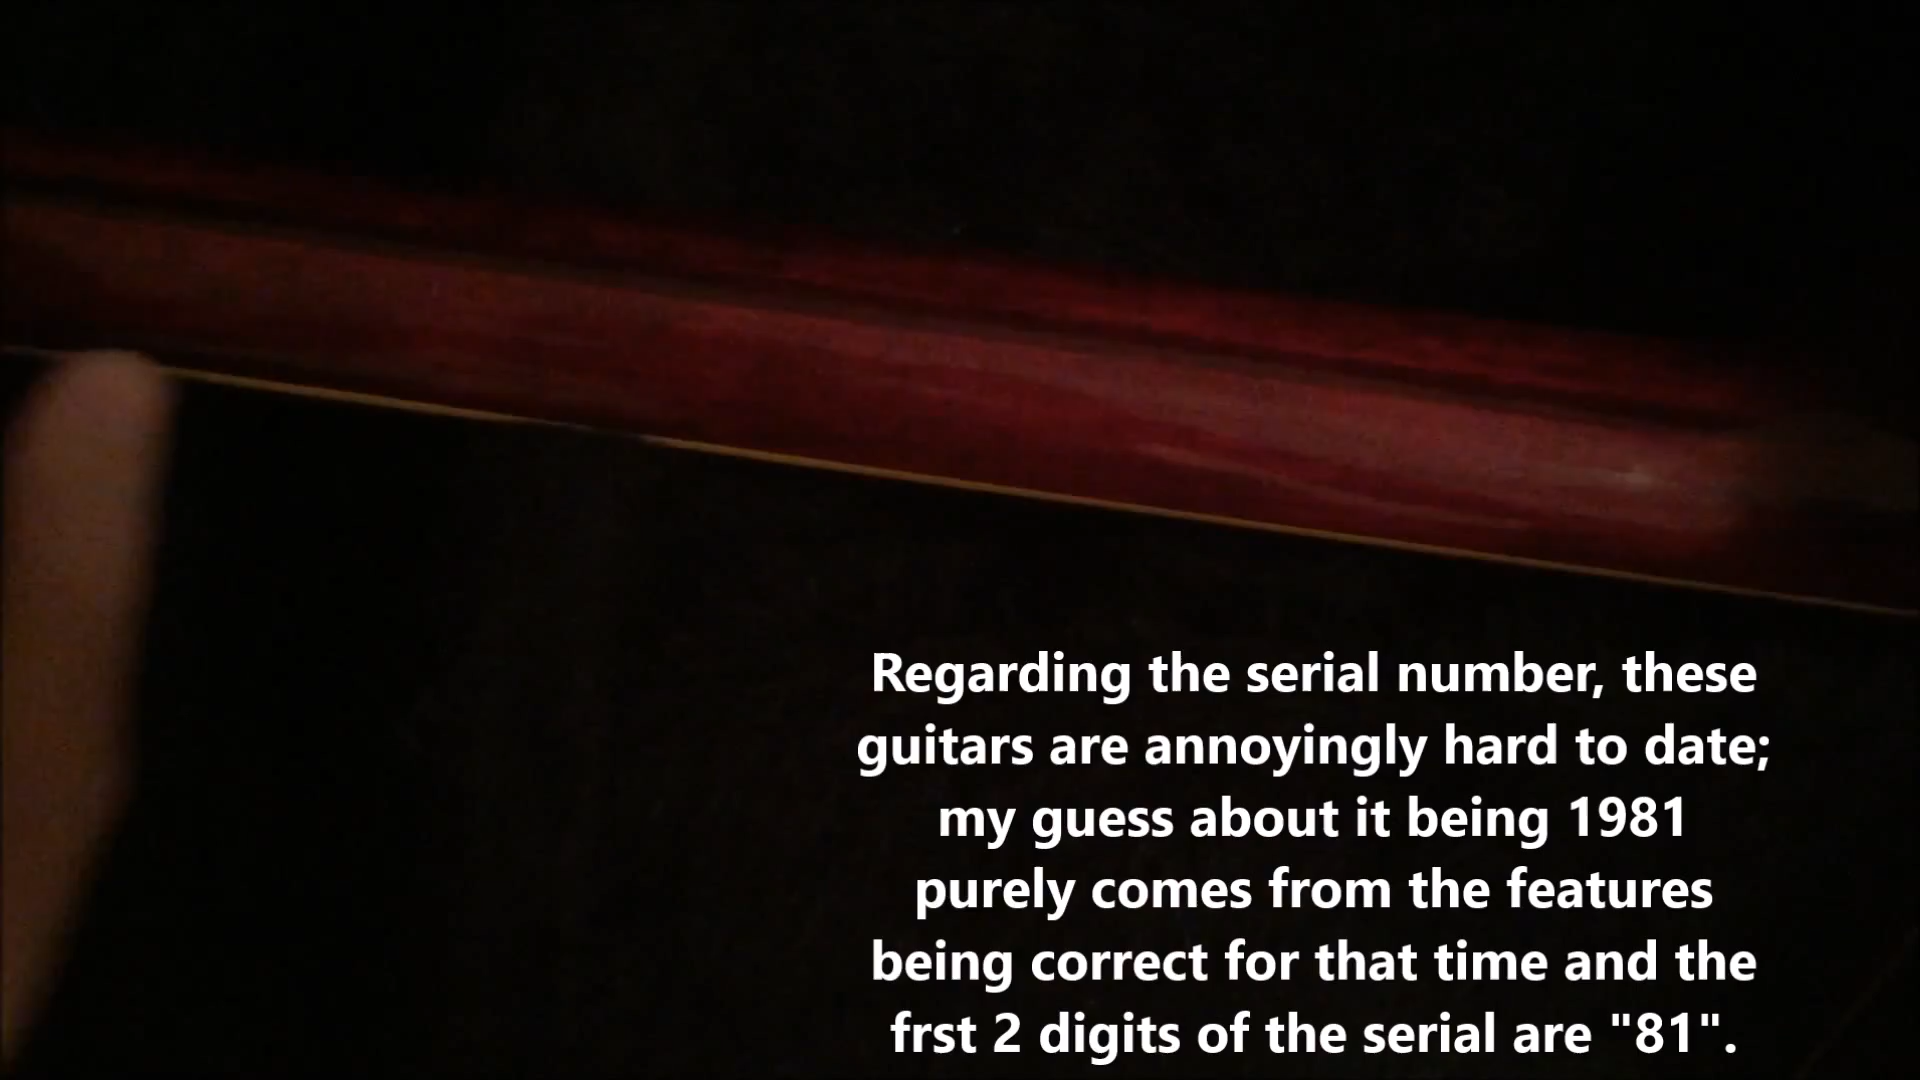 Regarding the serial number, these
guitars are annoyingly hard to date;
my guess about it being 1981
purely comes from the features
being correct for that time and the
frst 2 digits of the serial are "81".